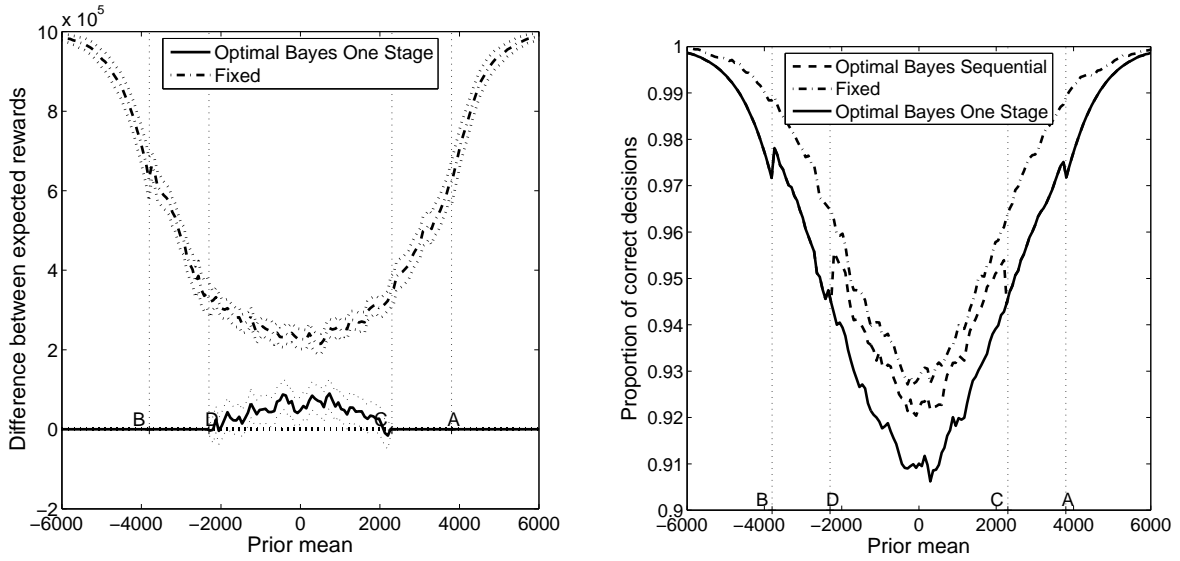 x 10^5
10
8
6
4
2
0
−2
−6000 −4000 −2000 0 2000 4000 6000
Prior mean
Difference between expected rewards
Optimal Bayes One Stage
Fixed
B D C A
1
0.99
0.98
0.97
0.96
0.95
0.94
0.93
0.92
0.91
0.9
−6000 −4000 −2000 0 2000 4000 6000
Prior mean
Proportion of correct decisions
Optimal Bayes Sequential
Fixed
Optimal Bayes One Stage
B D C A